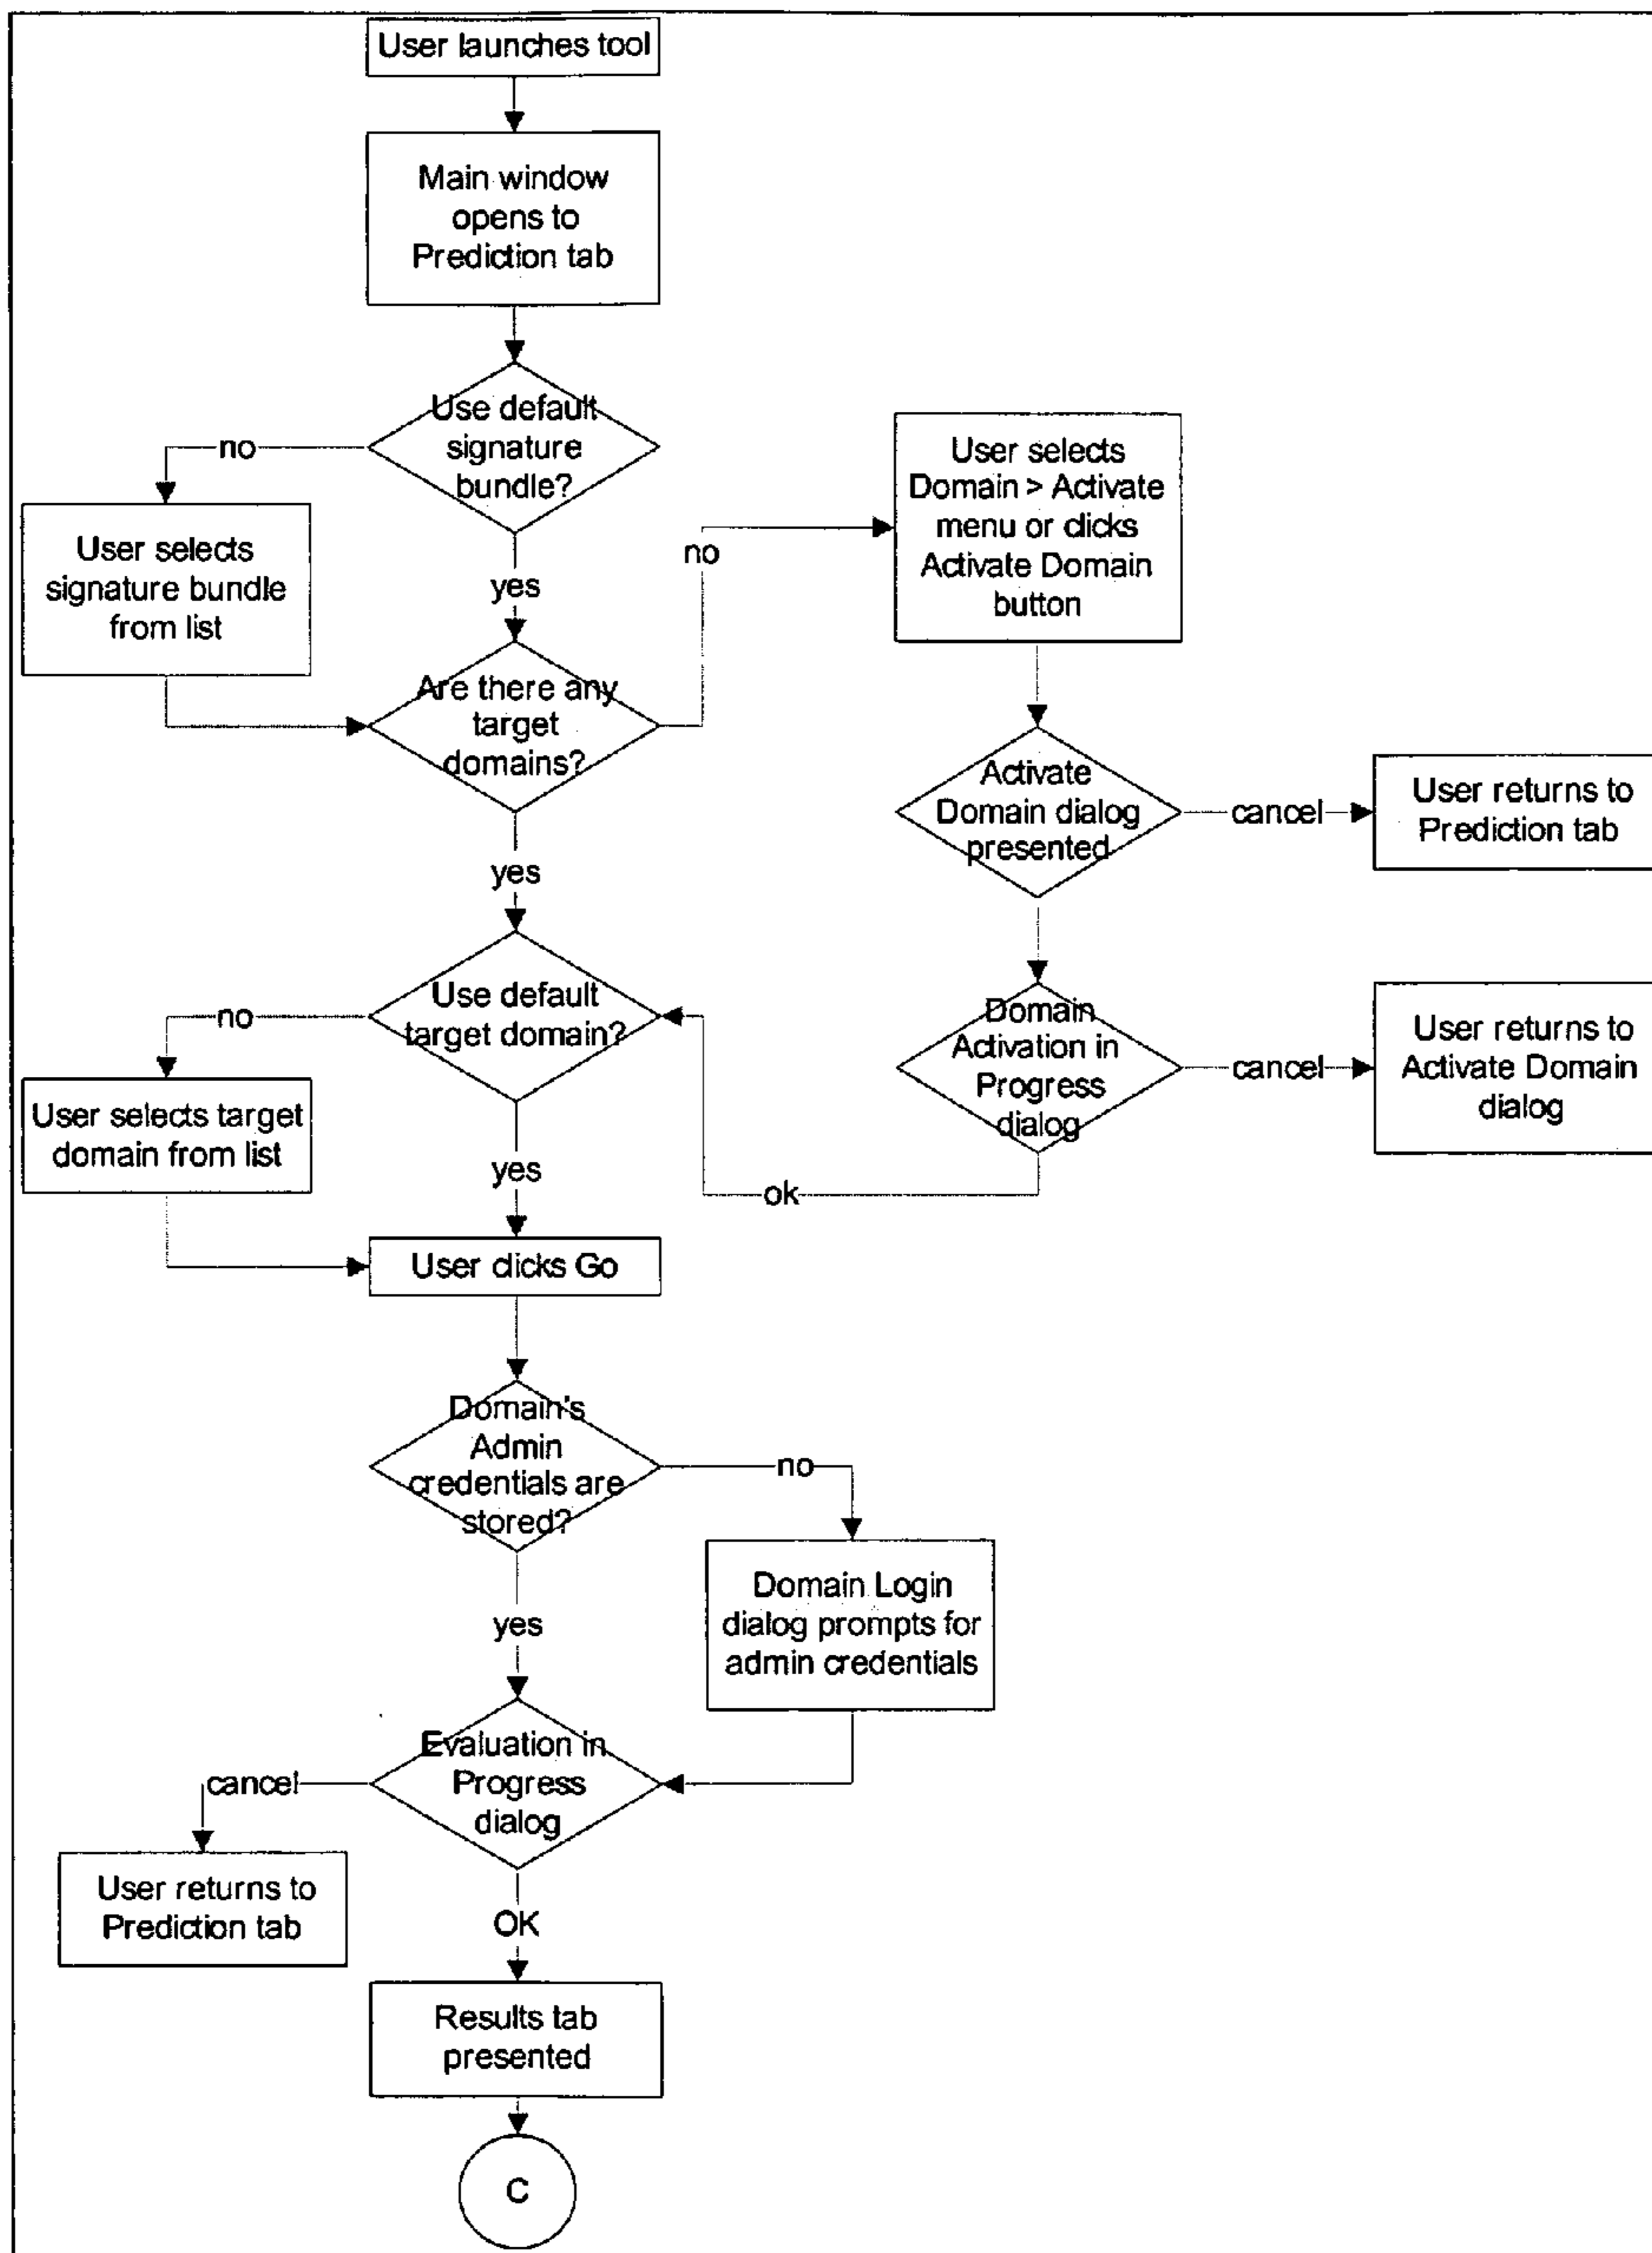 User launches tool
Main window
opens to
Prediction tab
Use default
signature
bundle?
no
yes
User selects
signature bundle
from list
Are there any
target
domains?
no
yes
User selects
Domain > Activate
menu or clicks
Activate Domain
button
Activate
Domain dialog
presented
cancel
User returns to
Prediction tab
Domain
Activation in
Progress
dialog
cancel
User returns to
Activate Domain
dialog
ok
Use default
target domain?
no
yes
User selects target
domain from list
User clicks Go
Domain's
Admin
credentials are
stored?
no
yes
Domain Login
dialog prompts for
admin credentials
Evaluation in
Progress
dialog
cancel
User returns to
Prediction tab
OK
Results tab
presented
C